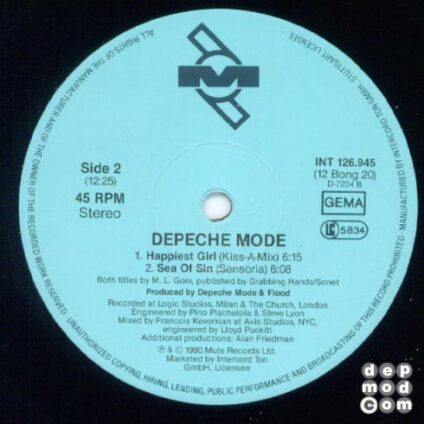 ALL RIGHTS OF THE MANUFACTURER AND OF THE OWNER OF THE RECORDED WORK RESERVED · UNAUTHORIZED COPYING, HIRING, LENDING, PUBLIC PERFORMANCE AND BROADCASTING OF THIS RECORD PROHIBITED · MANUFACTURED BY INTERCORD TON GMBH, STUTTGART LICENSEE
M
Side 2
(12:25)
45 RPM
Stereo
INT 126.945
(12 Bong 20)
D-7234 B
GEMA
LC 5834
DEPECHE MODE
1. Happiest Girl (Kiss-A-Mix) 6:15
2. Sea Of Sin (Sensoria) 6:08
Both titles by M. L. Gore, published by Grabbing Hands/Sonet
Produced by Depeche Mode & Flood
Recorded at Logic Studios, Milan & The Church, London
Engineered by Pino Pischetola & Steve Lyon
Mixed by Francois Kevorkian at Axis Studios, NYC,
engineered by Lloyd Puckitt
Additional productions: Alan Friedman
℗ & © 1990 Mute Records Ltd.
Marketed by Intercord Ton
GmbH, Licensee
dep
mod
Com